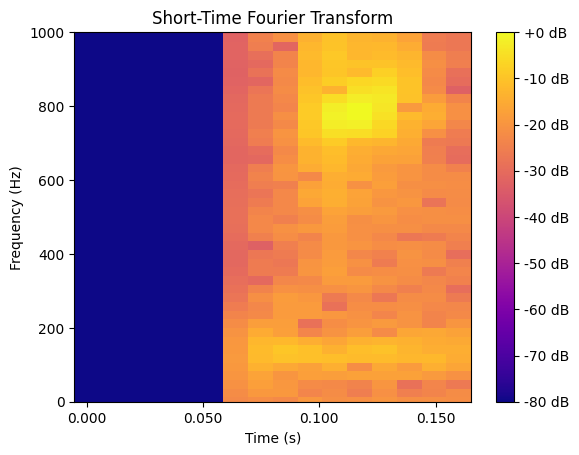 Short-Time Fourier Transform
Frequency (Hz)
1000
800
600
400
200
0
0.000 0.050 0.100 0.150
Time (s)
+0 dB
-10 dB
-20 dB
-30 dB
-40 dB
-50 dB
-60 dB
-70 dB
-80 dB